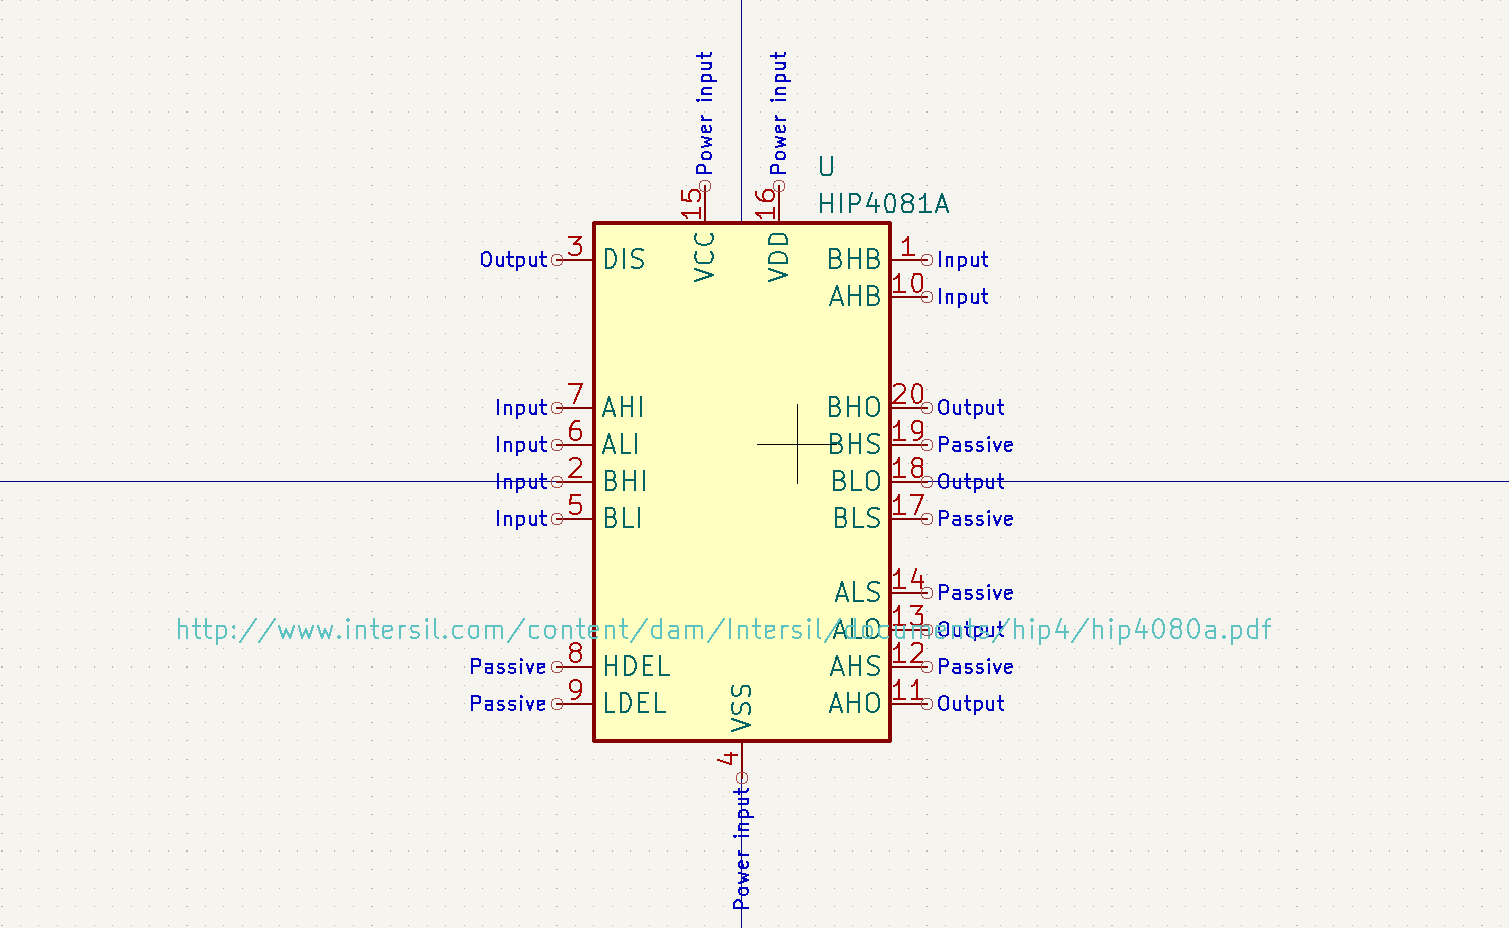 Power input
Power input
U
HIP4081A
15
16
Output 3 DIS
VCC
VDD
BHB 1 Input
AHB 10 Input
Input 7 AHI
BHO 20 Output
Input 6 ALI
BHS 19 Passive
Input 2 BHI
BLO 18 Output
Input 5 BLI
BLS 17 Passive
ALS 14 Passive
ALO 13 Output
http://www.intersil.com/content/dam/Intersil/documents/hip4/hip4080a.pdf
Passive 8 HDEL
AHS 12 Passive
Passive 9 LDEL
AHO 11 Output
VSS
4
Power input